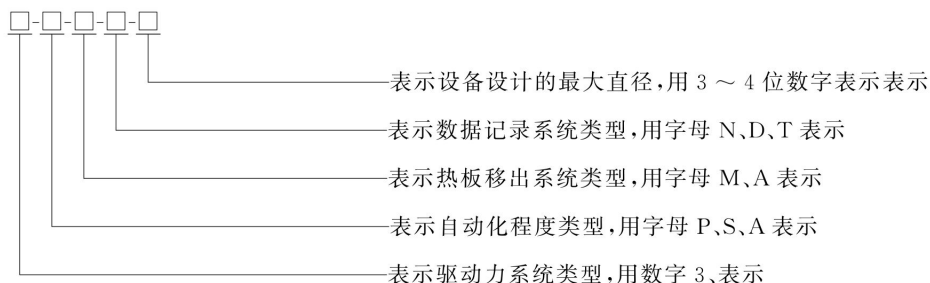 □-□-□-□-□
表示设备设计的最大直径,用 3 ～ 4 位数字表示表示
表示数据记录系统类型,用字母 N、D、T 表示
表示热板移出系统类型,用字母 M、A 表示
表示自动化程度类型,用字母 P、S、A 表示
表示驱动力系统类型,用数字 3、表示